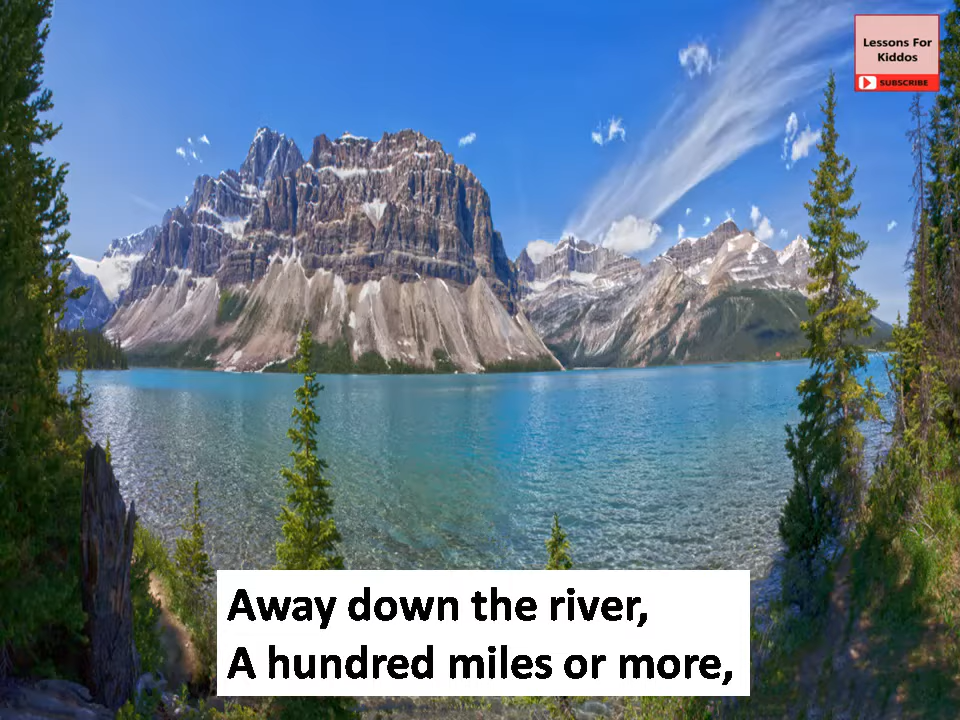 Lessons For
Kiddos
SUBSCRIBE
Away down the river,
A hundred miles or more,